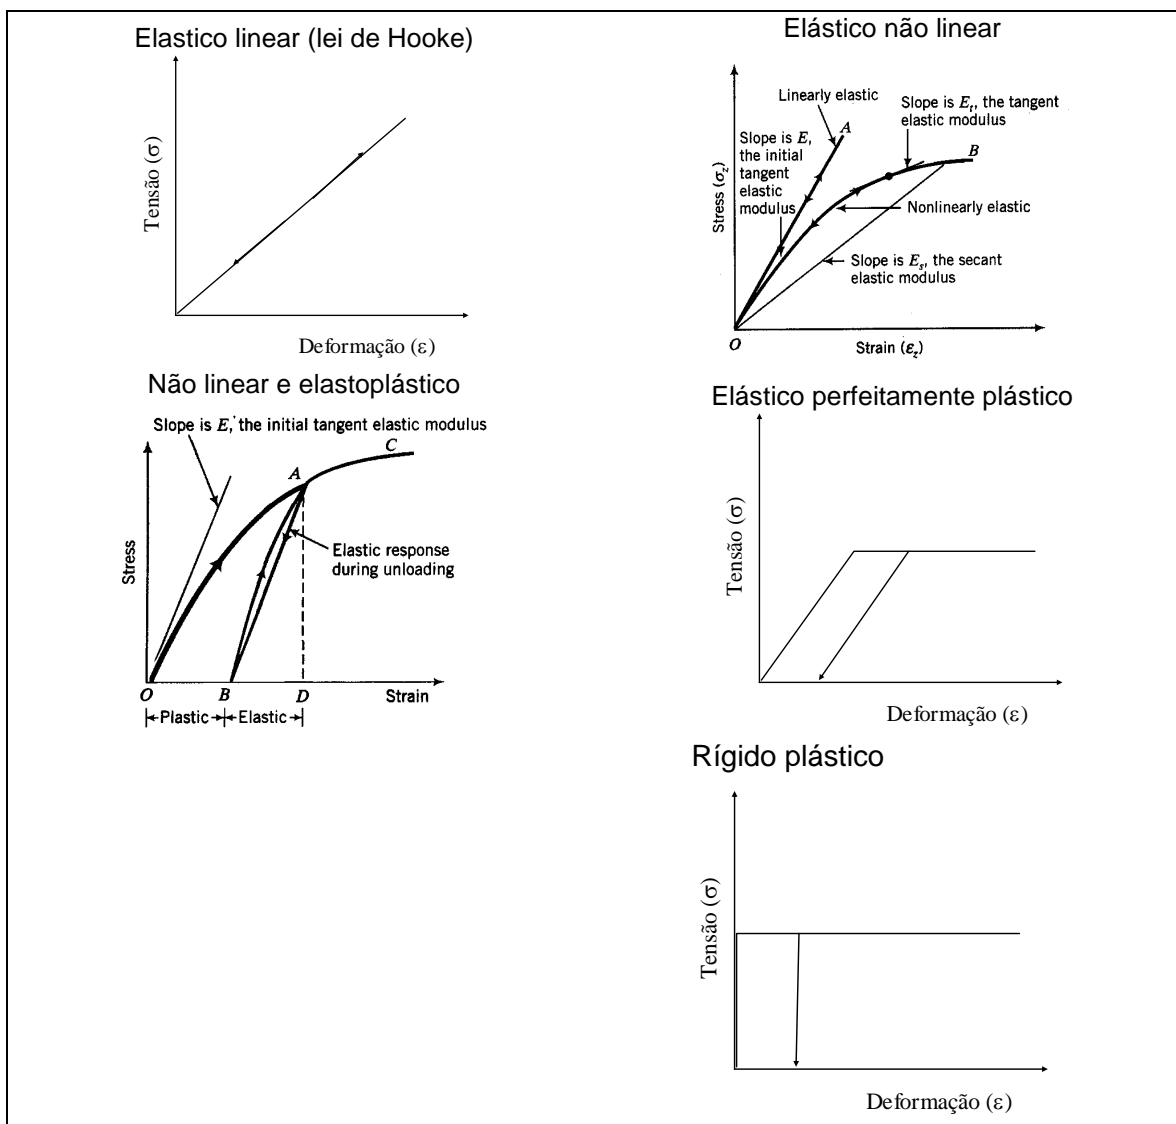 Elastico linear (lei de Hooke)
Tensão (σ)
Deformação (ε)
Elástico não linear
Linearly elastic
Slope is Et, the tangent
elastic modulus
Slope is E,
the initial
tangent
elastic
modulus
A
B
Stress (σz)
Nonlinearly elastic
Slope is Es, the secant
elastic modulus
O
Strain (εz)
Não linear e elastoplástico
Slope is E, the initial tangent elastic modulus
C
A
Stress
Elastic response
during unloading
O
B
D
Strain
Plastic
Elastic
Elástico perfeitamente plástico
Tensão (σ)
Deformação (ε)
Rígido plástico
Tensão (σ)
Deformação (ε)